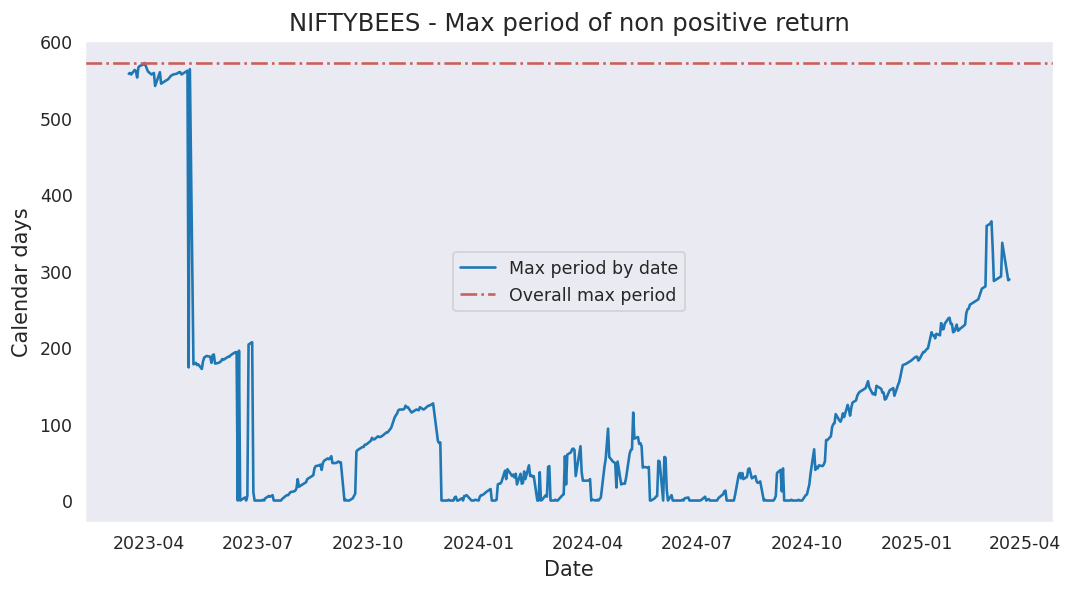 NIFTYBEES - Max period of non positive return
600
500
400
300
200
100
0
Calendar days
Max period by date
Overall max period
2023-04 2023-07 2023-10 2024-01 2024-04 2024-07 2024-10 2025-01 2025-04
Date